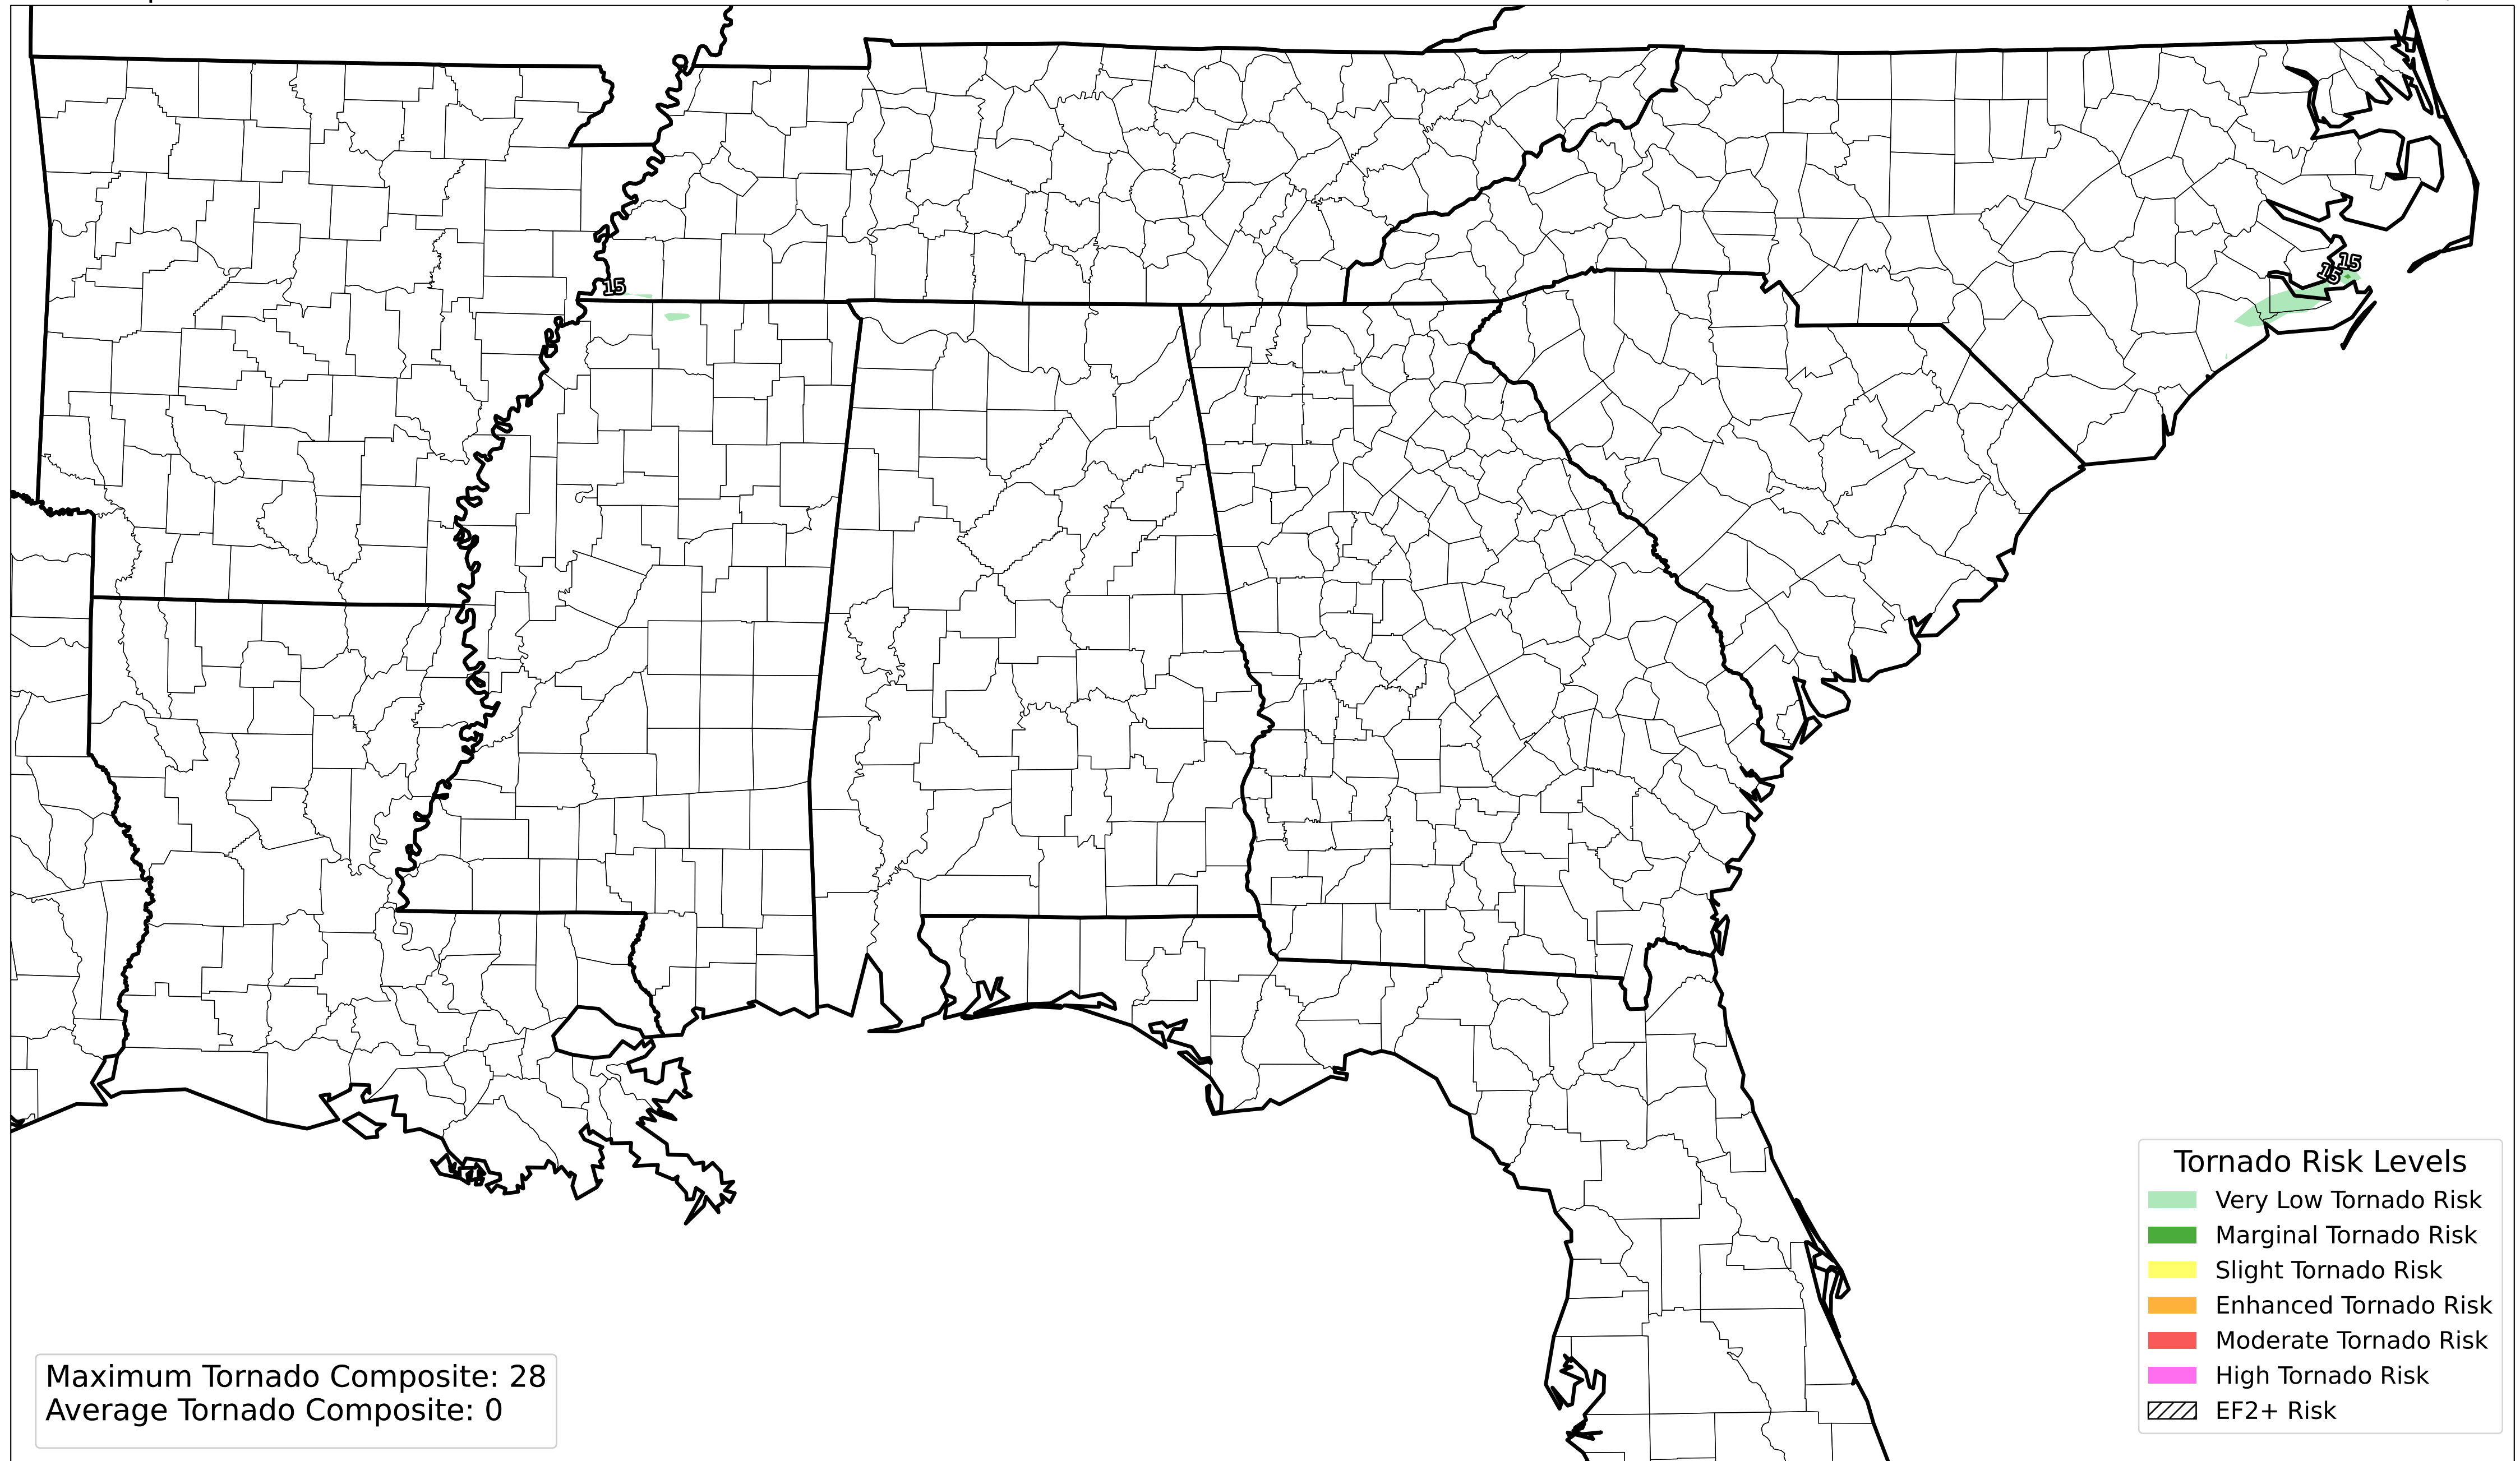 15
15
15
Tornado Risk Levels
Very Low Tornado Risk
Marginal Tornado Risk
Slight Tornado Risk
Enhanced Tornado Risk
Moderate Tornado Risk
High Tornado Risk
EF2+ Risk
Maximum Tornado Composite: 28
Average Tornado Composite: 0